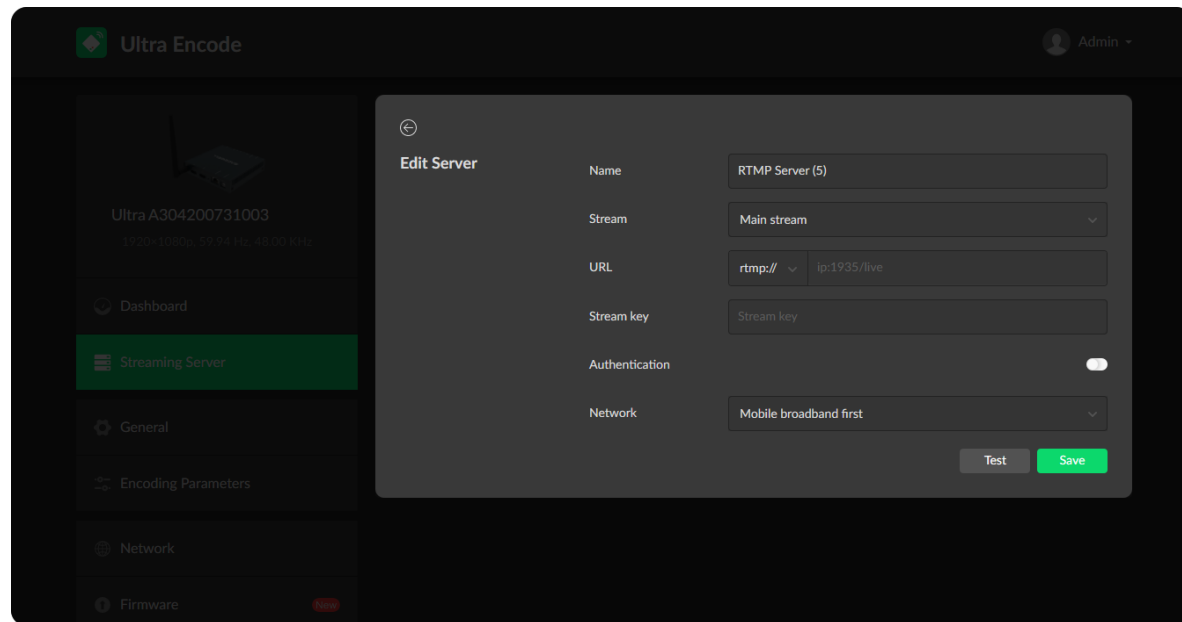 Ultra Encode
Admin
Ultra A304200731003
1920×1080p, 59.94 Hz, 48.00 KHz
Dashboard
Streaming Server
General
Encoding Parameters
Network
Firmware New
Edit Server
Name RTMP Server (5)
Stream Main stream
URL rtmp:// ip:1935/live
Stream key Stream key
Authentication
Network Mobile broadband first
Test Save